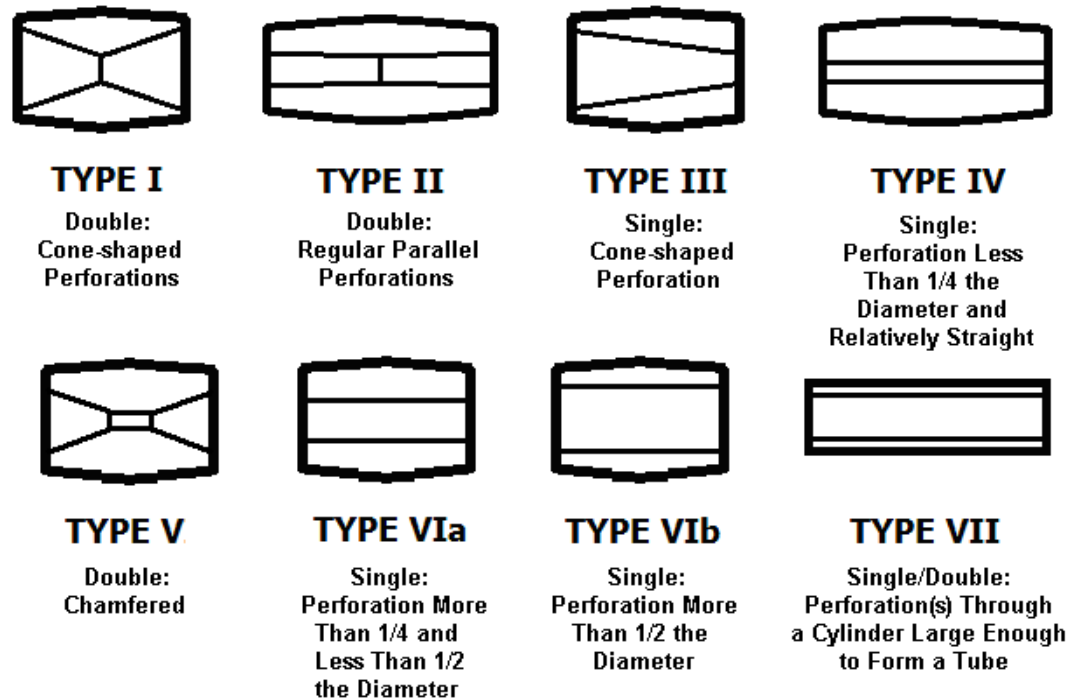 TYPE I
Double:
Cone-shaped
Perforations
TYPE II
Double:
Regular Parallel
Perforations
TYPE III
Single:
Cone-shaped
Perforation
TYPE IV
Single:
Perforation Less
Than 1/4 the
Diameter and
Relatively Straight
TYPE V
Double:
Chamfered
TYPE VIa
Single:
Perforation More
Than 1/4 and
Less Than 1/2
the Diameter
TYPE VIb
Single:
Perforation More
Than 1/2 the
Diameter
TYPE VII
Single/Double:
Perforation(s) Through
a Cylinder Large Enough
to Form a Tube